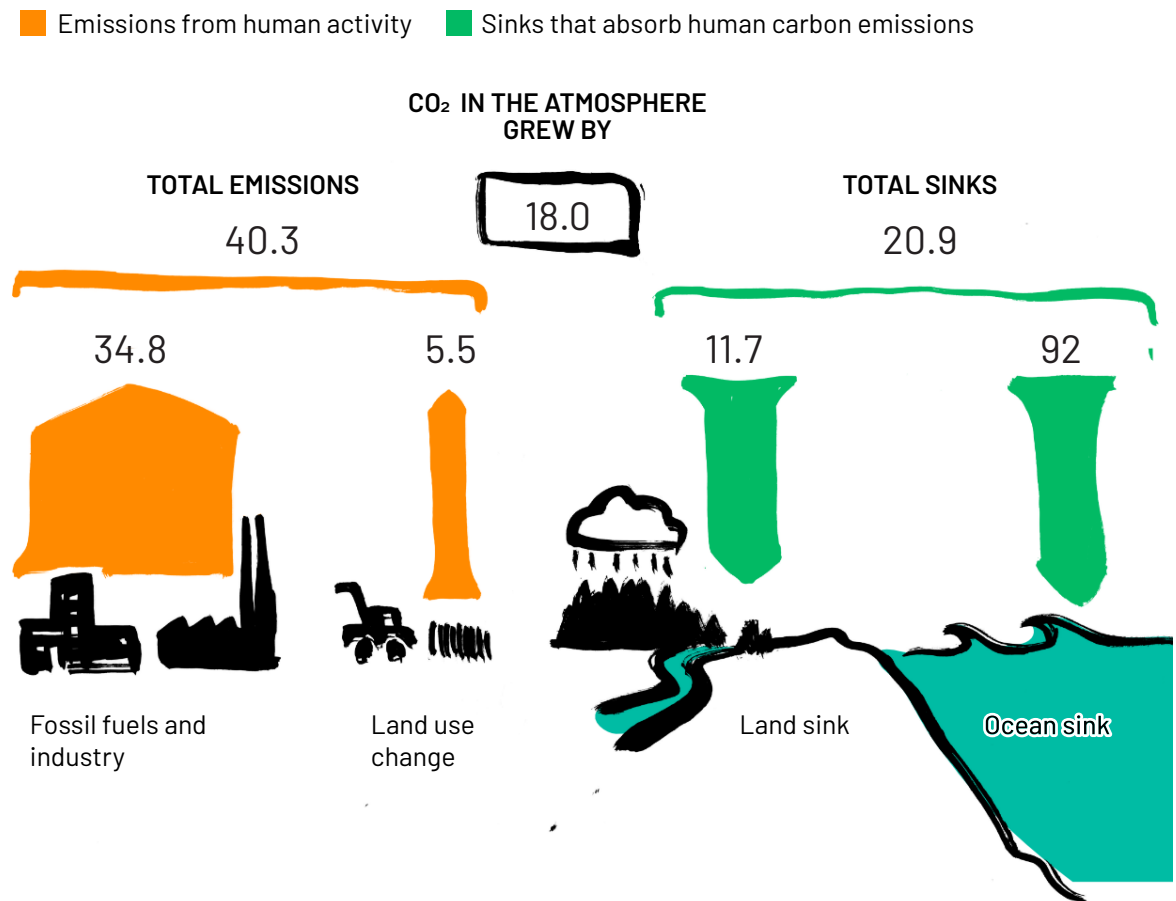 Emissions from human activity
Sinks that absorb human carbon emissions
CO₂ IN THE ATMOSPHERE
GREW BY
TOTAL EMISSIONS
18.0
TOTAL SINKS
40.3
20.9
34.8
5.5
11.7
92
Fossil fuels and
industry
Land use
change
Land sink
Ocean sink